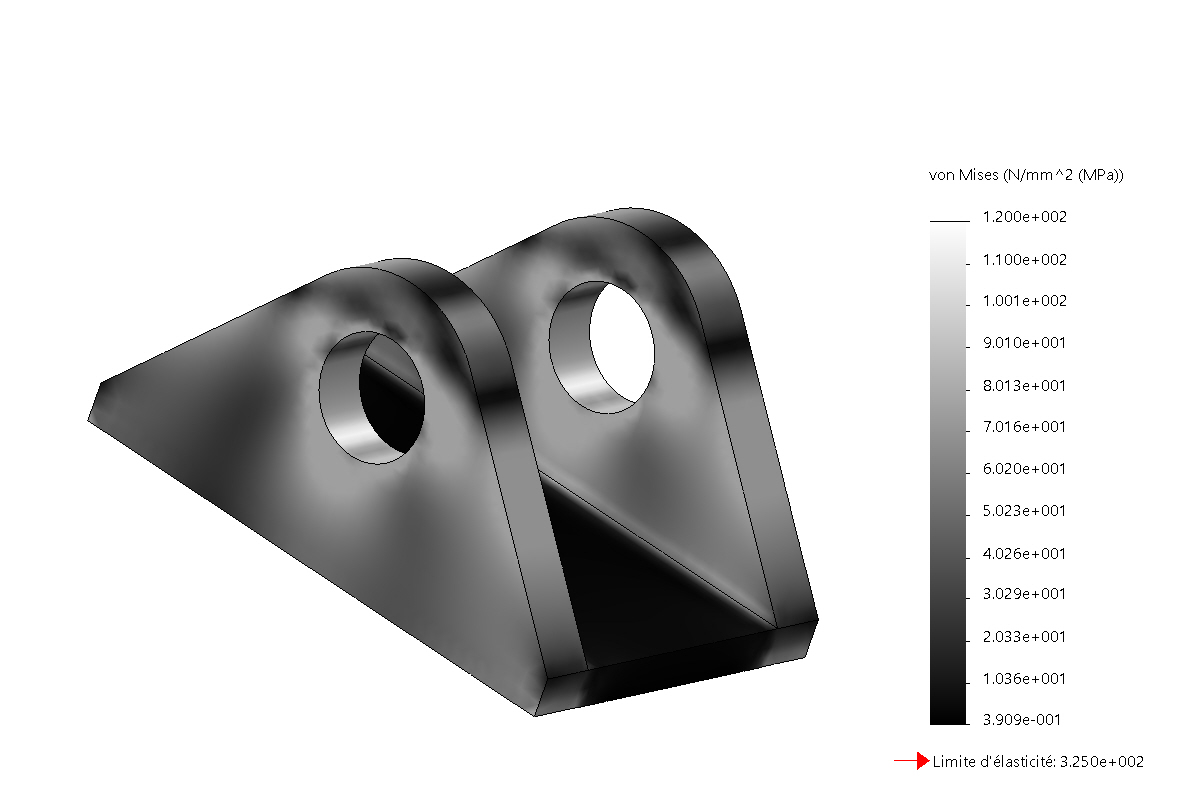 von Mises (N/mm^2 (MPa))
1.200e+002
1.100e+002
1.001e+002
9.010e+001
8.013e+001
7.016e+001
6.020e+001
5.023e+001
4.026e+001
3.029e+001
2.033e+001
1.036e+001
3.909e-001
Limite d'élasticité: 3.250e+002